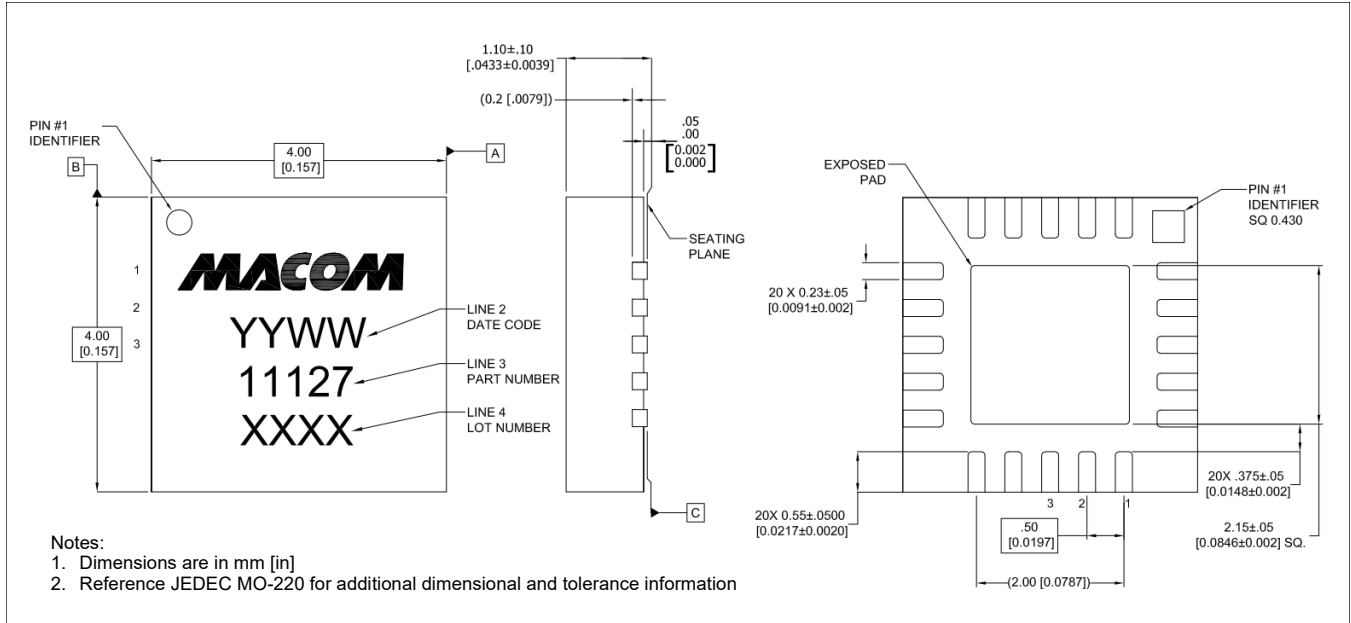 1.10±.10
[.0433±0.0039]
(0.2 [.0079])
.05
.00
[0.002
0.000]
PIN #1
IDENTIFIER
B
4.00
[0.157]
A
4.00
[0.157]
1
2
3
MACOM
YYWW
11127
XXXX
LINE 2
DATE CODE
LINE 3
PART NUMBER
LINE 4
LOT NUMBER
SEATING
PLANE
C
EXPOSED
PAD
PIN #1
IDENTIFIER
SQ 0.430
20 X 0.23±.05
[0.0091±0.002]
20X 0.55±.0500
[0.0217±0.0020]
3 2 1
.50
[0.0197]
(2.00 [0.0787])
20X .375±.05
[0.0148±0.002]
2.15±.05
[0.0846±0.002] SQ.
Notes:
1. Dimensions are in mm [in]
2. Reference JEDEC MO-220 for additional dimensional and tolerance information